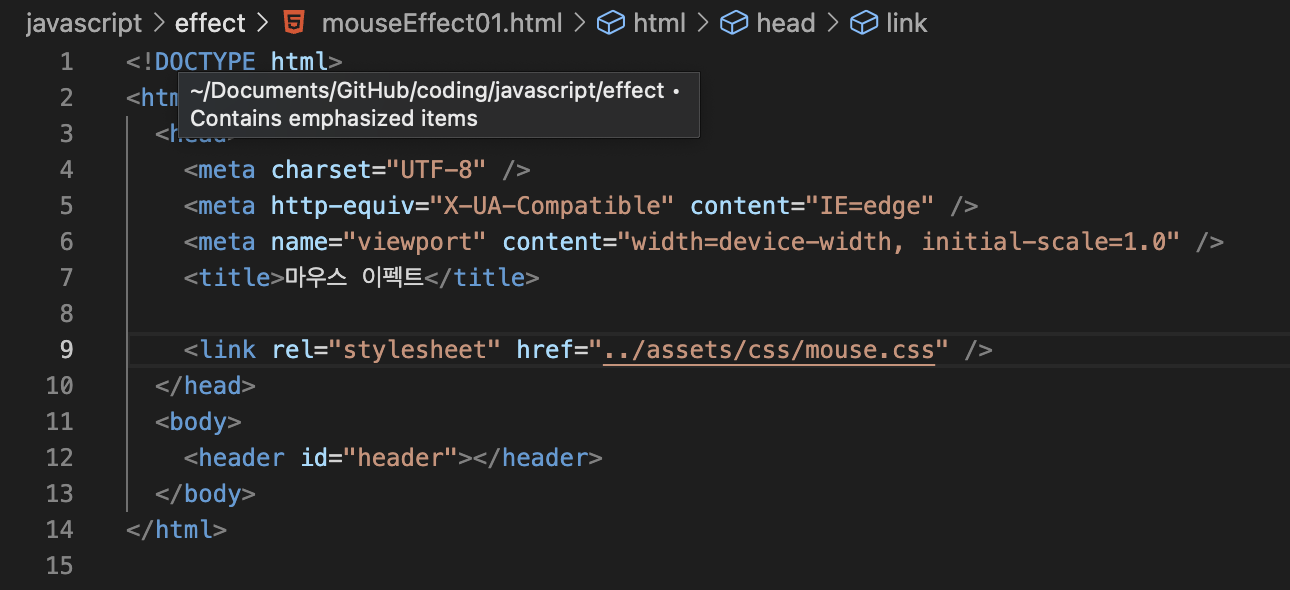 javascript > effect > mouseEffect01.html > html > head > link
1 <!DOCTYPE html>
~/Documents/GitHub/coding/javascript/effect •
2 <htm
Contains emphasized items
3 <head>
4 <meta charset="UTF-8" />
5 <meta http-equiv="X-UA-Compatible" content="IE=edge" />
6 <meta name="viewport" content="width=device-width, initial-scale=1.0" />
7 <title>마우스 이펙트</title>
8
9 <link rel="stylesheet" href="../assets/css/mouse.css" />
10 </head>
11 <body>
12 <header id="header"></header>
13 </body>
14 </html>
15